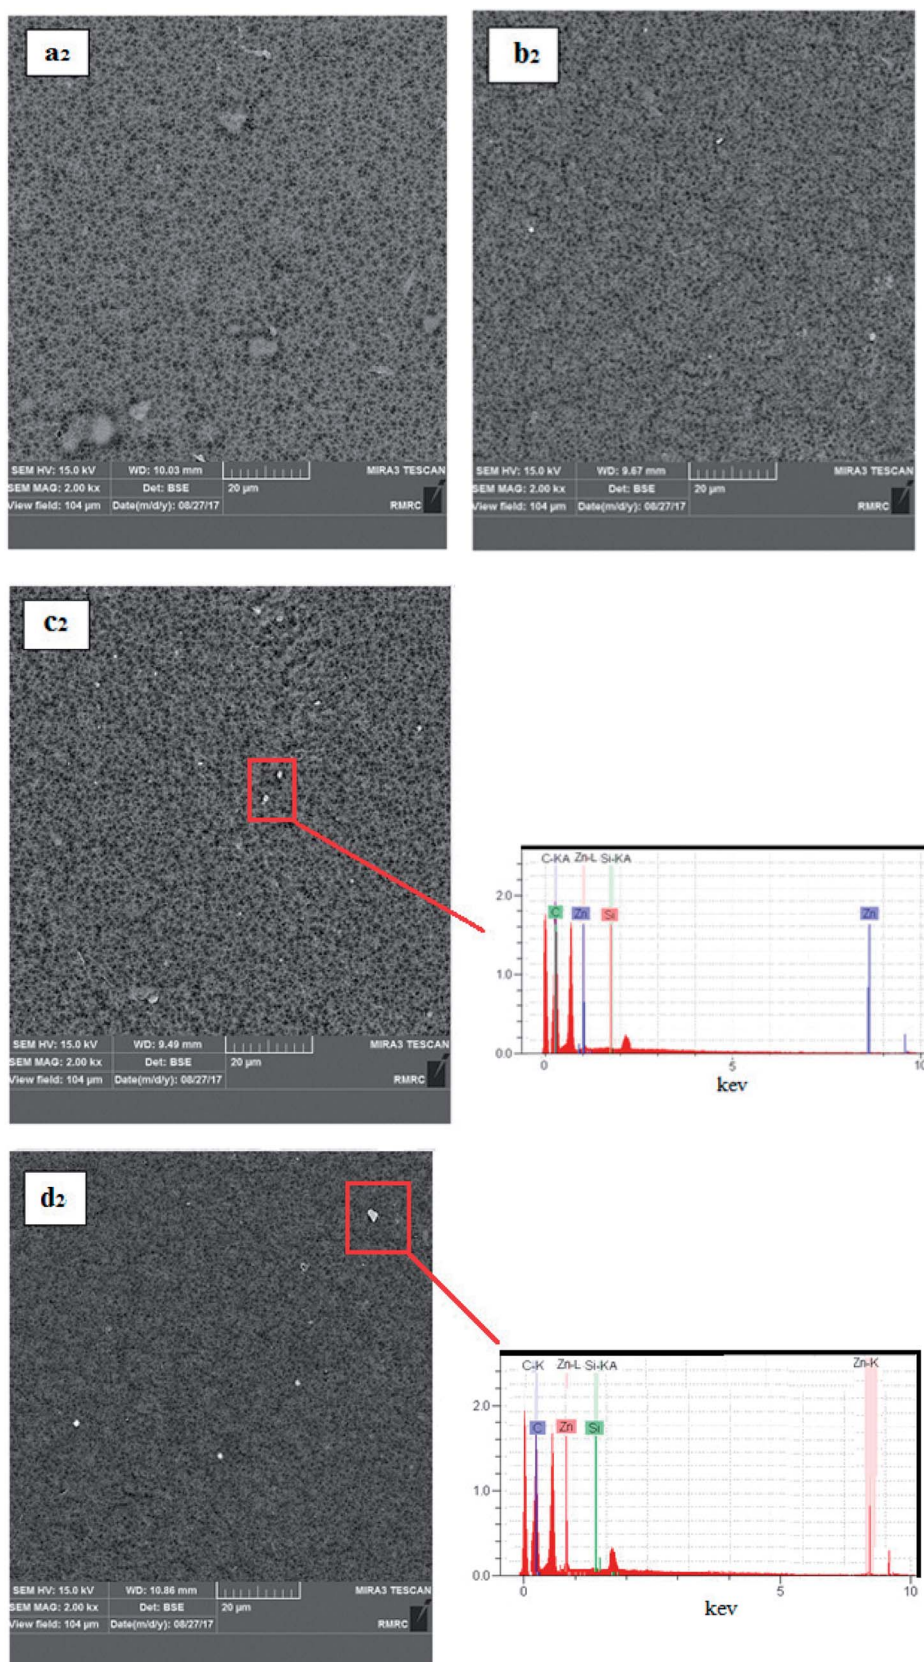 a2
SEM HV: 15.0 kV WD: 10.03 mm MIRA3 TESCAN
SEM MAG: 2.00 kx Det: BSE 20 µm
View field: 104 µm Date(m/d/y): 08/27/17 RMRC
b2
SEM HV: 15.0 kV WD: 9.67 mm MIRA3 TESCAN
SEM MAG: 2.00 kx Det: BSE 20 µm
View field: 104 µm Date(m/d/y): 08/27/17 RMRC
c2
SEM HV: 15.0 kV WD: 9.49 mm MIRA3 TESCAN
SEM MAG: 2.00 kx Det: BSE 20 µm
View field: 104 µm Date(m/d/y): 08/27/17 RMRC
C-KA Zn-L Si-KA
2.0
C Zn Si Zn
1.0
0.0
0 5 10
kev
d2
SEM HV: 15.0 kV WD: 10.86 mm MIRA3 TESCAN
SEM MAG: 2.00 kx Det: BSE 20 µm
View field: 104 µm Date(m/d/y): 08/27/17 RMRC
C-K Zn-L Si-KA Zn-K
2.0
C Zn Si
1.0
0.0
0 5 10
kev